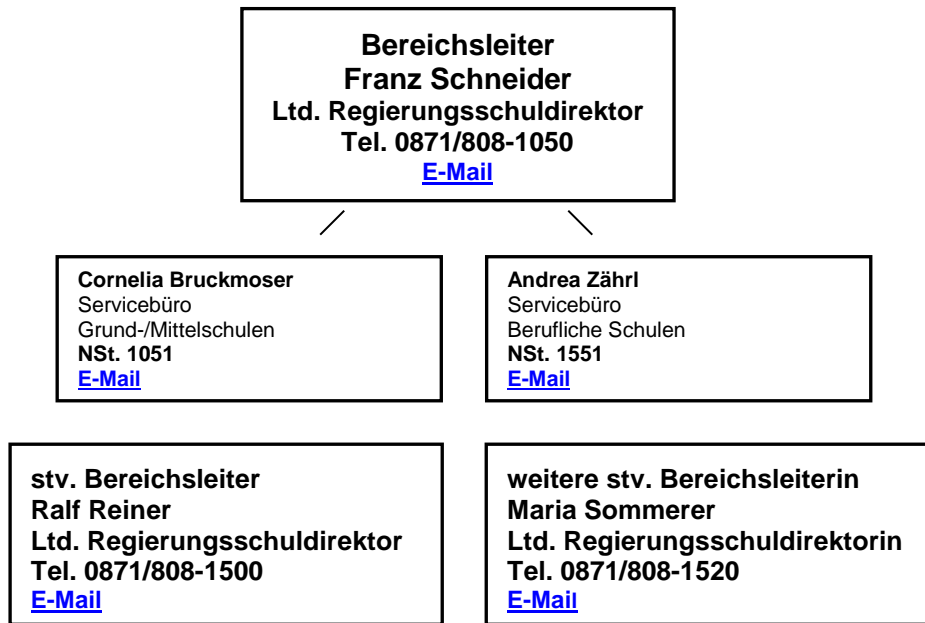 Bereichsleiter
Franz Schneider
Ltd. Regierungsschuldirektor
Tel. 0871/808-1050
E-Mail
Cornelia Bruckmoser
Servicebüro
Grund-/Mittelschulen
NSt. 1051
E-Mail
Andrea Zährl
Servicebüro
Berufliche Schulen
NSt. 1551
E-Mail
stv. Bereichsleiter
Ralf Reiner
Ltd. Regierungsschuldirektor
Tel. 0871/808-1500
E-Mail
weitere stv. Bereichsleiterin
Maria Sommerer
Ltd. Regierungsschuldirektorin
Tel. 0871/808-1520
E-Mail